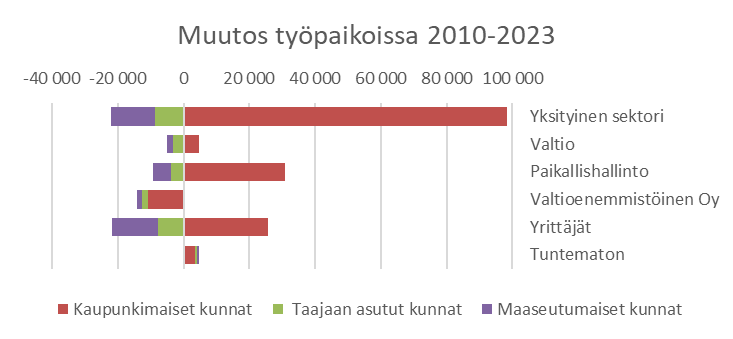 Muutos työpaikoissa 2010-2023
-40 000 -20 000 0 20 000 40 000 60 000 80 000 100 000
Yksityinen sektori
Valtio
Paikallishallinto
Valtioenemmistöinen Oy
Yrittäjät
Tuntematon
Kaupunkimaiset kunnat Taajaan asutut kunnat Maaseutumaiset kunnat